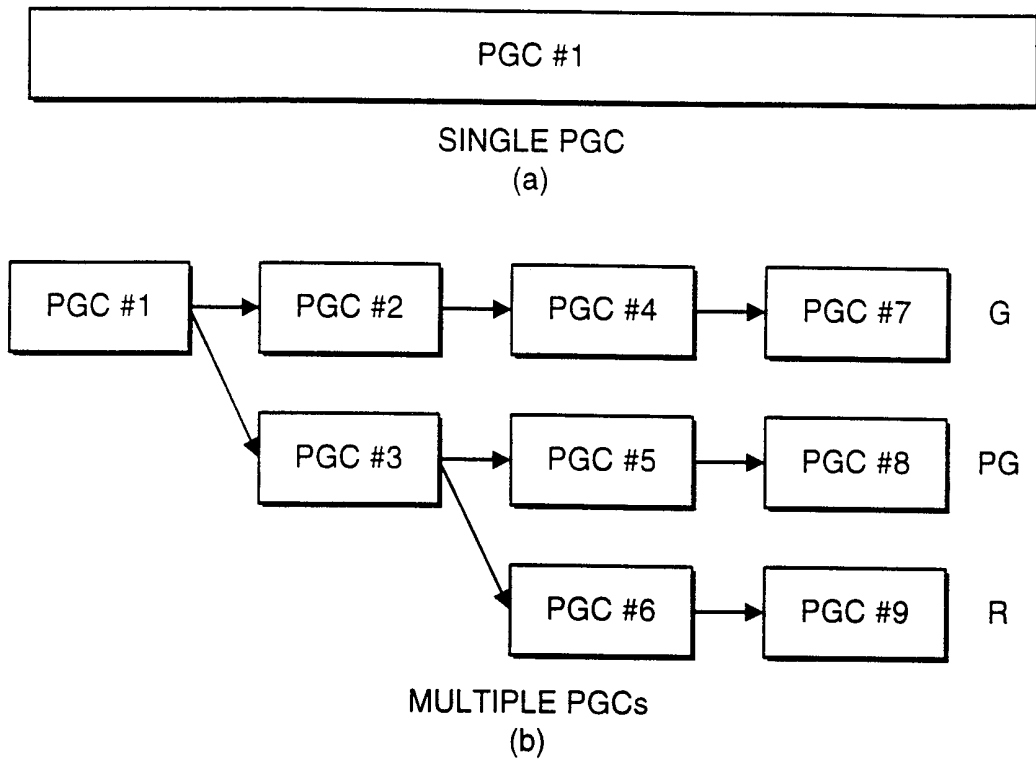 PGC #1
SINGLE PGC
(a)
PGC #1 PGC #2 PGC #4 PGC #7 G
PGC #3 PGC #5 PGC #8 PG
PGC #6 PGC #9 R
MULTIPLE PGCs
(b)